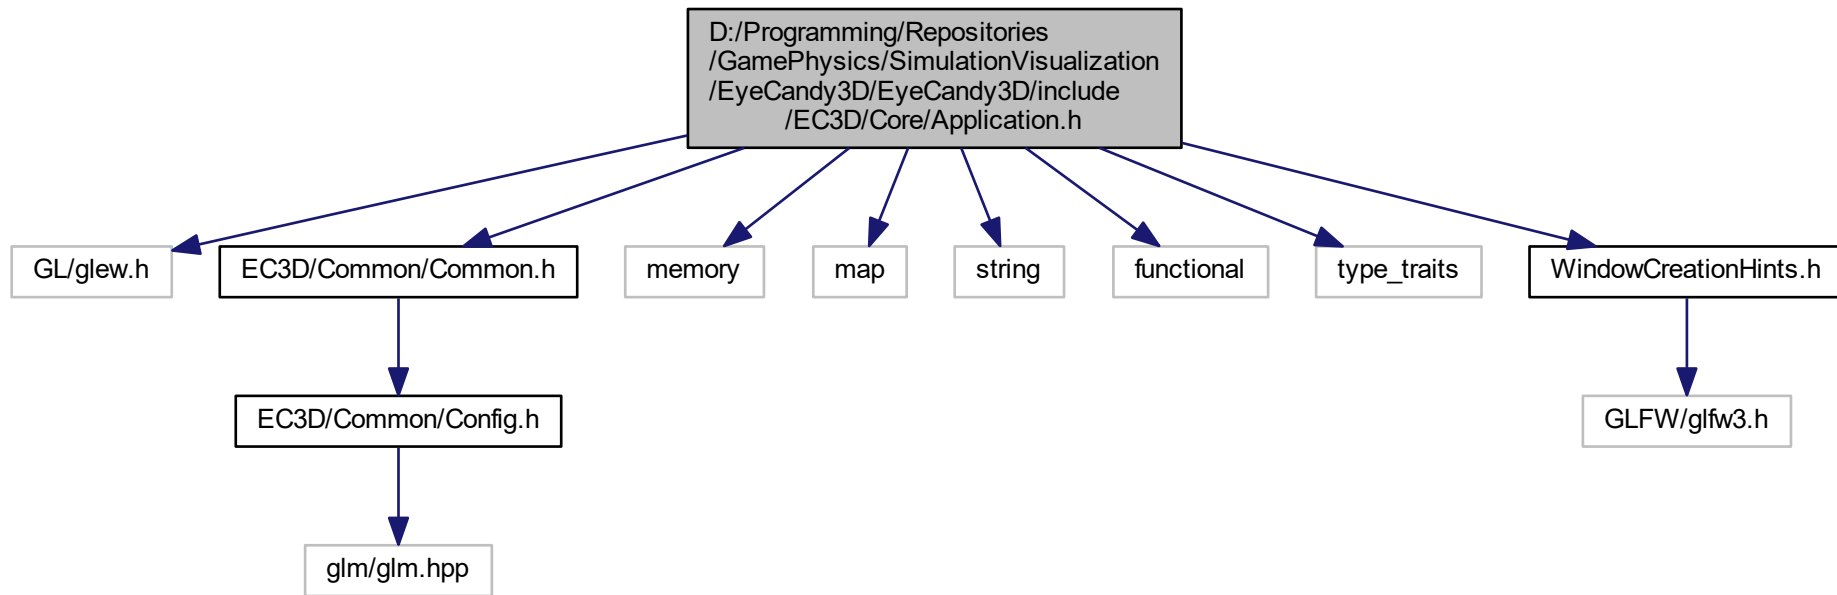 D:/Programming/Repositories
/GamePhysics/SimulationVisualization
/EyeCandy3D/EyeCandy3D/include
/EC3D/Core/Application.h
GL/glew.h
EC3D/Common/Common.h
memory
map
string
functional
type_traits
WindowCreationHints.h
EC3D/Common/Config.h
GLFW/glfw3.h
glm/glm.hpp